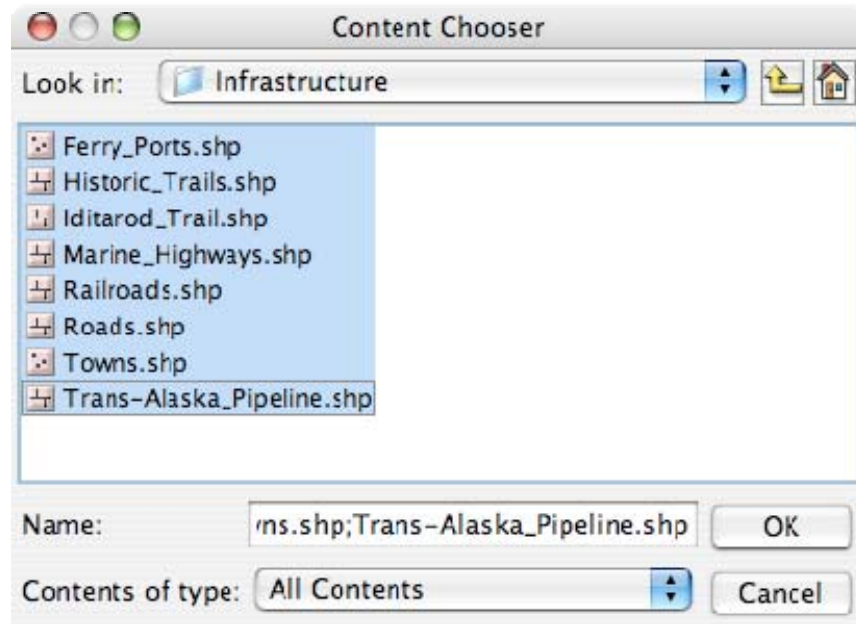 Content Chooser
Look in: Infrastructure
Ferry_Ports.shp
Historic_Trails.shp
Iditarod_Trail.shp
Marine_Highways.shp
Railroads.shp
Roads.shp
Towns.shp
Trans-Alaska_Pipeline.shp
Name: wns.shp;Trans-Alaska_Pipeline.shp OK
Contents of type: All Contents Cancel